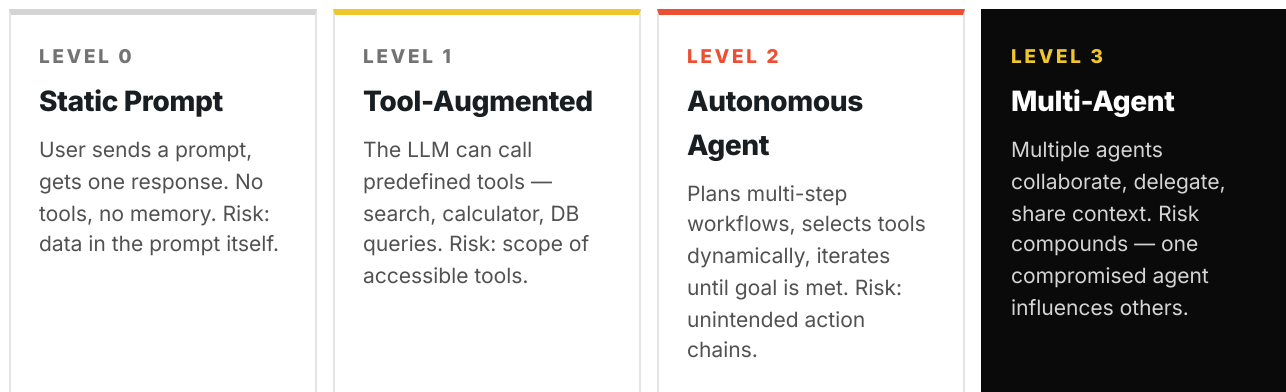 LEVEL 0
Static Prompt
User sends a prompt,
gets one response. No
tools, no memory. Risk:
data in the prompt itself.
LEVEL 1
Tool-Augmented
The LLM can call
predefined tools —
search, calculator, DB
queries. Risk: scope of
accessible tools.
LEVEL 2
Autonomous
Agent
Plans multi-step
workflows, selects tools
dynamically, iterates
until goal is met. Risk:
unintended action
chains.
LEVEL 3
Multi-Agent
Multiple agents
collaborate, delegate,
share context. Risk
compounds — one
compromised agent
influences others.